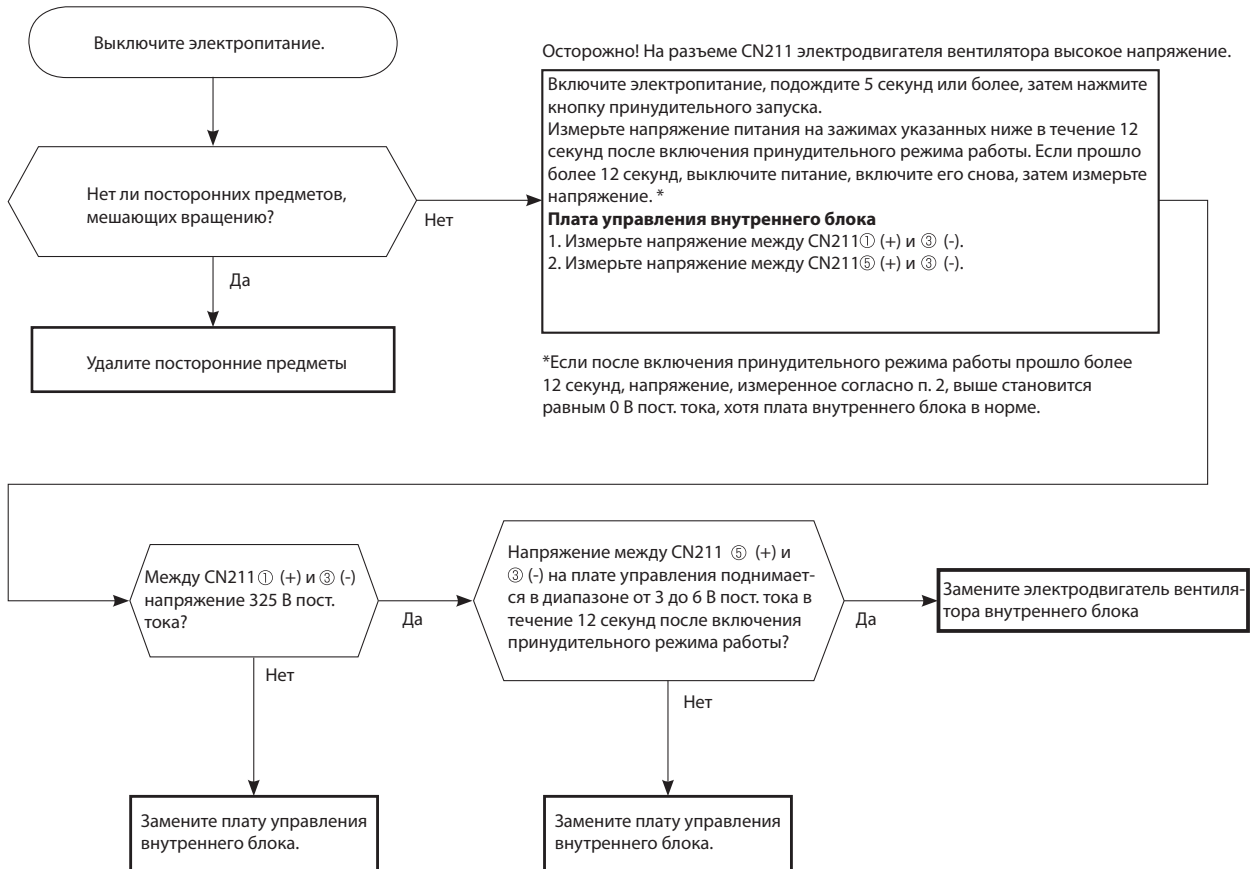 Выключите электропитание.
Осторожно! На разъеме CN211 электродвигателя вентилятора высокое напряжение.
Включите электропитание, подождите 5 секунд или более, затем нажмите
кнопку принудительного запуска.
Измерьте напряжение питания на зажимах указанных ниже в течение 12
секунд после включения принудительного режима работы. Если прошло
более 12 секунд, выключите питание, включите его снова, затем измерьте
напряжение. *
Плата управления внутреннего блока
1. Измерьте напряжение между CN211① (+) и ③ (-).
2. Измерьте напряжение между CN211⑤ (+) и ③ (-).
Нет ли посторонних предметов,
мешающих вращению?
Нет
Да
Удалите посторонние предметы
*Если после включения принудительного режима работы прошло более
12 секунд, напряжение, измеренное согласно п. 2, выше становится
равным 0 В пост. тока, хотя плата внутреннего блока в норме.
Между CN211① (+) и ③ (-)
напряжение 325 В пост.
тока?
Да
Нет
Напряжение между CN211 ⑤ (+) и
③ (-) на плате управления поднимает-
ся в диапазоне от 3 до 6 В пост. тока в
течение 12 секунд после включения
принудительного режима работы?
Да
Нет
Замените электродвигатель вентиля-
тора внутреннего блока
Замените плату управления
внутреннего блока.
Замените плату управления
внутреннего блока.